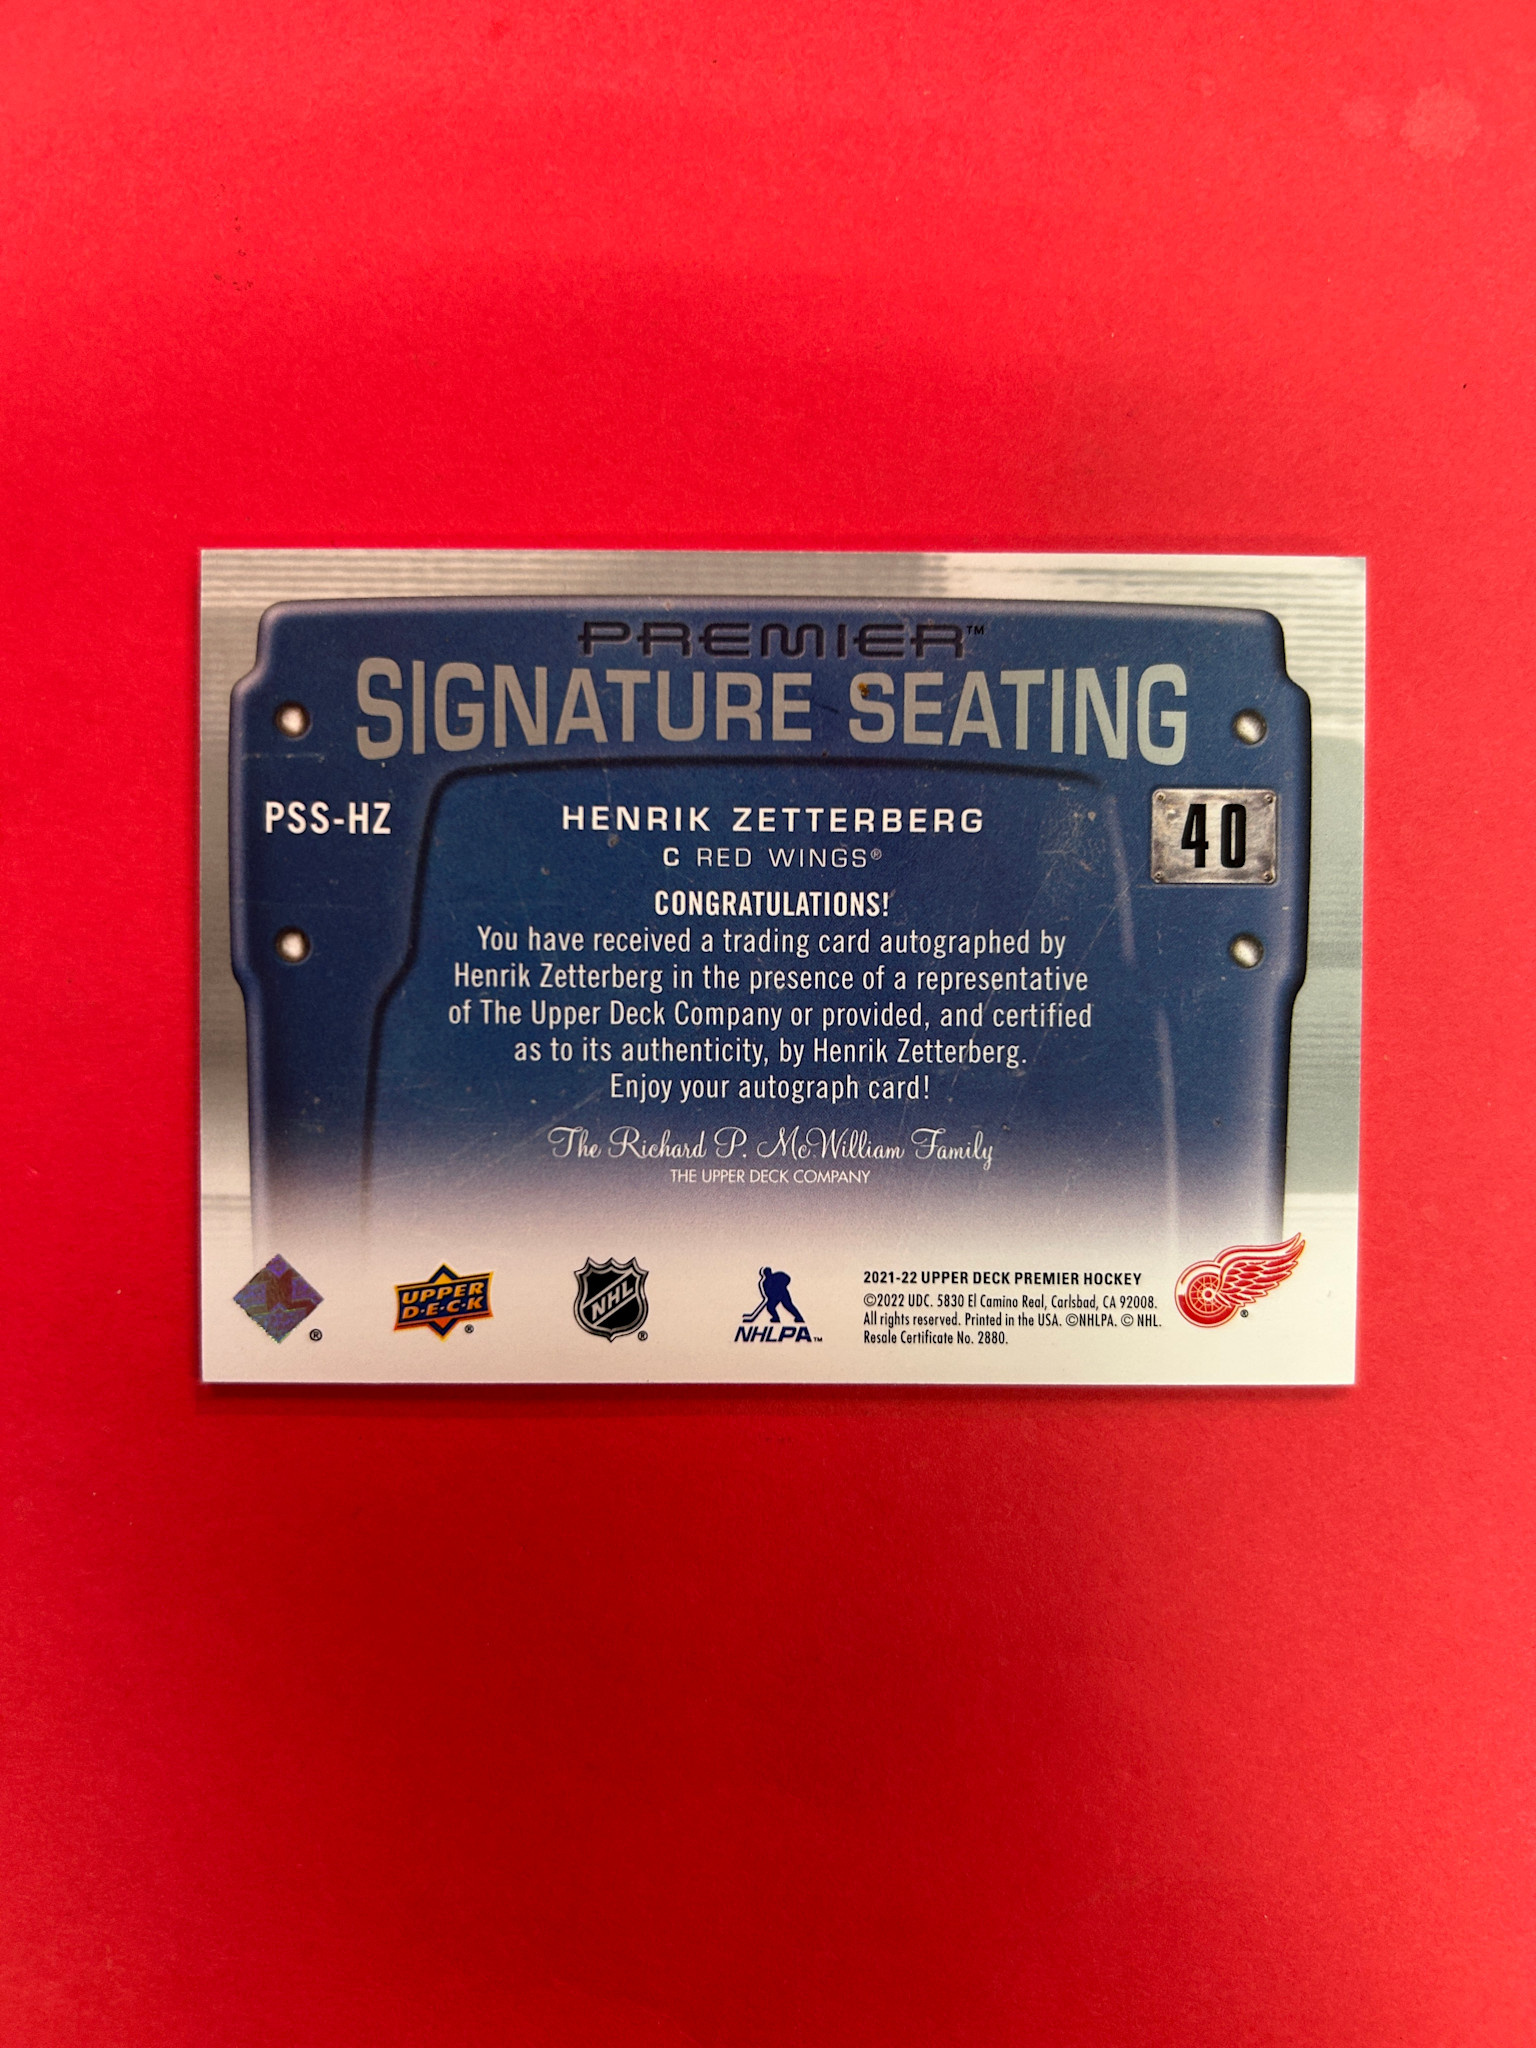 PREMIER™
SIGNATURE SEATING
PSS-HZ
HENRIK ZETTERBERG
40
C RED WINGS®
CONGRATULATIONS!
You have received a trading card autographed by
Henrik Zetterberg in the presence of a representative
of The Upper Deck Company or provided, and certified
as to its authenticity, by Henrik Zetterberg.
Enjoy your autograph card!
The Richard P. McWilliam Family
THE UPPER DECK COMPANY
®
UPPER
D·E·C·K
®
NHL
®
NHLPA™
2021-22 UPPER DECK PREMIER HOCKEY
©2022 UDC. 5830 El Camino Real, Carlsbad, CA 92008.
All rights reserved. Printed in the USA. ©NHLPA. © NHL.
Resale Certificate No. 2880.
®